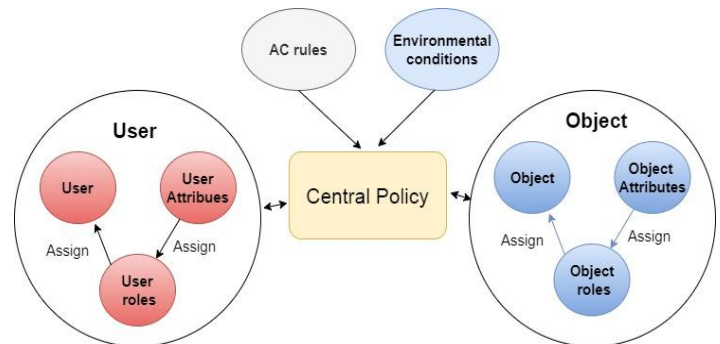 AC rules
Environmental
conditions
User
User
User
Attribues
Assign
Assign
User
roles
Central Policy
Object
Object
Object
Attributes
Assign
Assign
Object
roles